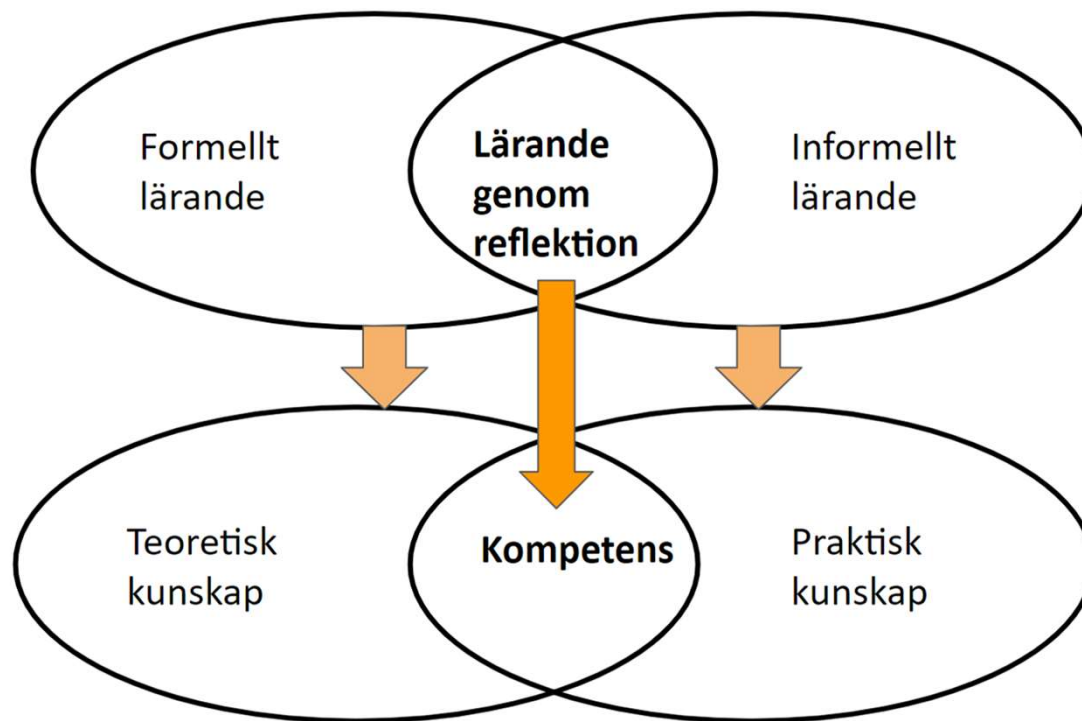 Formellt
lärande
Lärande
genom
reflektion
Informellt
lärande
Teoretisk
kunskap
Kompetens
Praktisk
kunskap